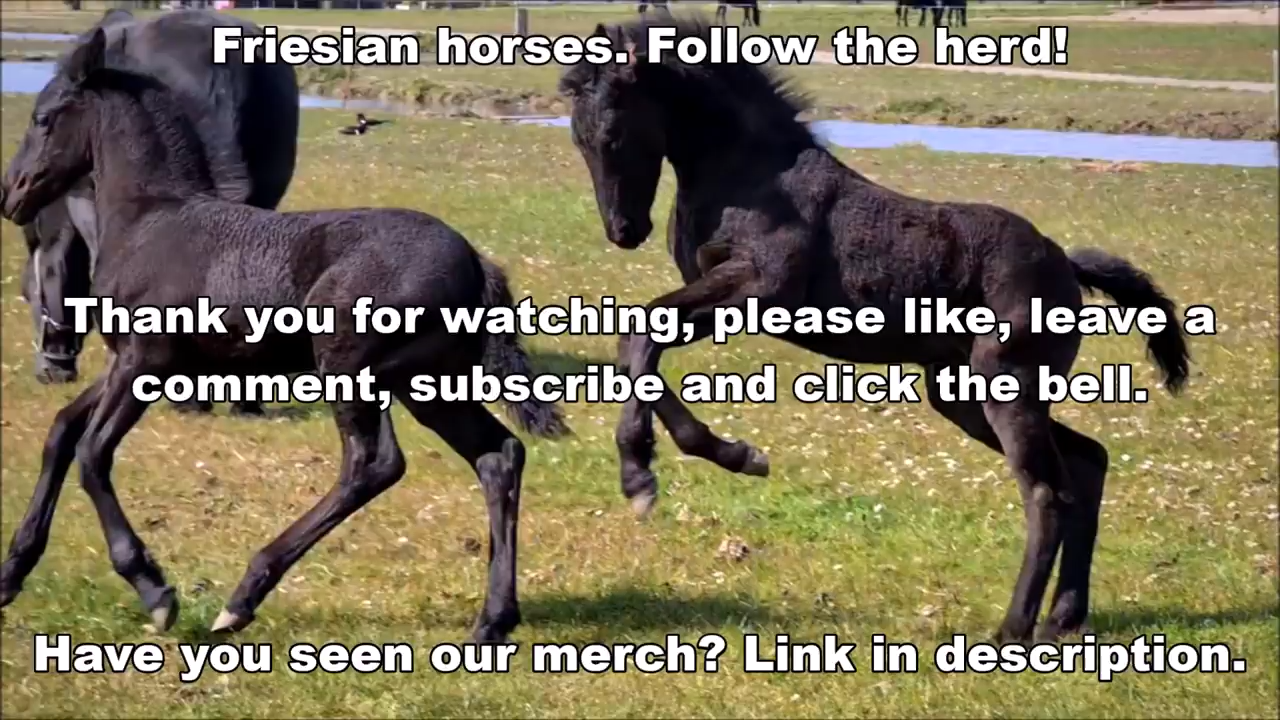 Friesian horses. Follow the herd!
Thank you for watching, please like, leave a
comment, subscribe and click the bell.
Have you seen our merch? Link in description.